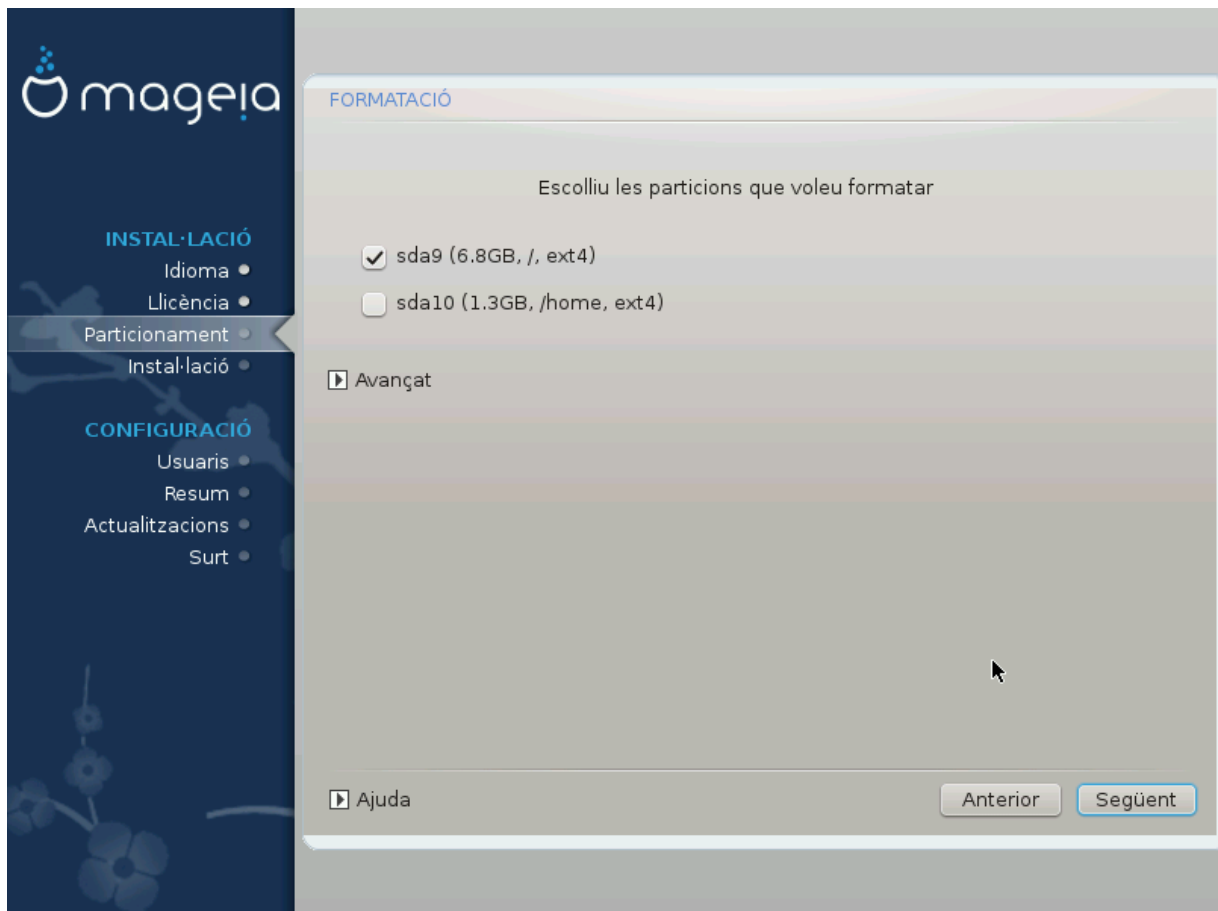 mageia
INSTAL·LACIÓ
Idioma
Llicència
Particionament
Instal·lació
CONFIGURACIÓ
Usuaris
Resum
Actualitzacions
Surt
FORMATACIÓ
Escolliu les particions que voleu formatar
sda9 (6.8GB, /, ext4)
sda10 (1.3GB, /home, ext4)
Avançat
Ajuda
Anterior
Següent